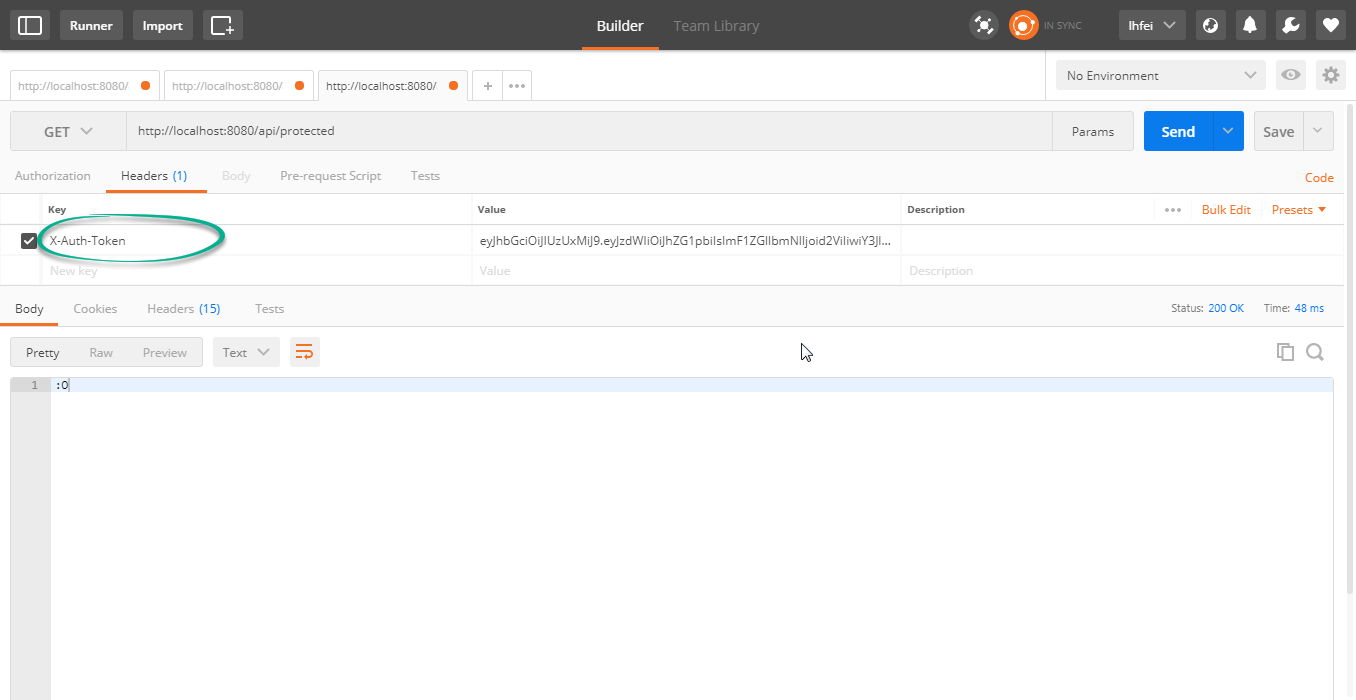 Runner Import Builder Team Library IN SYNC lhfei
http://localhost:8080/ http://localhost:8080/ http://localhost:8080/ + No Environment
GET http://localhost:8080/api/protected Params Send Save
Authorization Headers (1) Body Pre-request Script Tests Code
Key Value Description Bulk Edit Presets
X-Auth-Token
New key Value Description
Body Cookies Headers (15) Tests Status: 200 OK Time: 48 ms
Pretty Raw Preview Text
1 :O